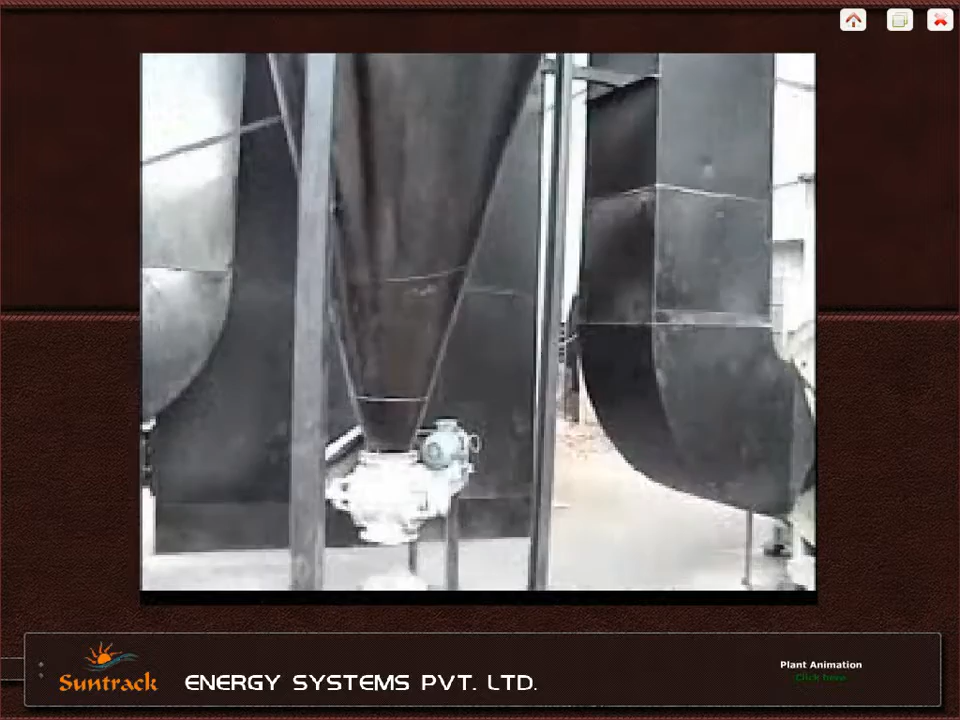 Suntrack
ENERGY SYSTEMS PVT. LTD.
Plant Animation
Click here